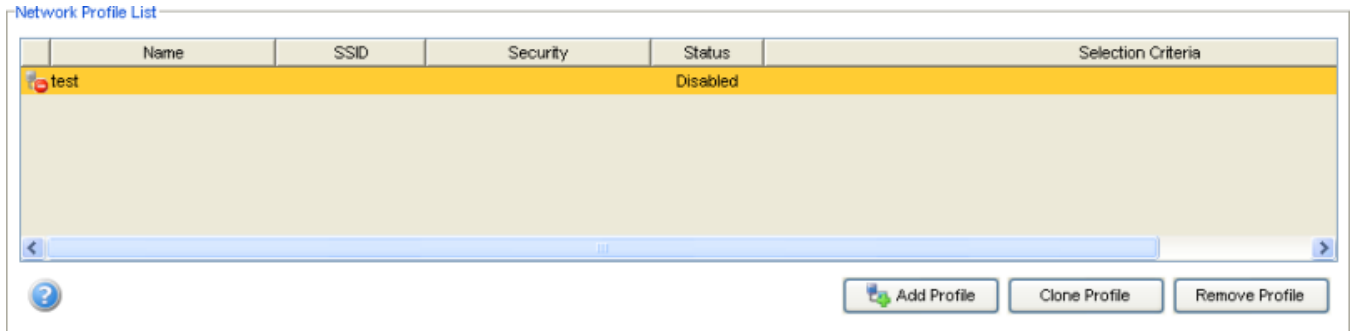 Network Profile List
Name SSID Security Status Selection Criteria
test Disabled
Add Profile Clone Profile Remove Profile